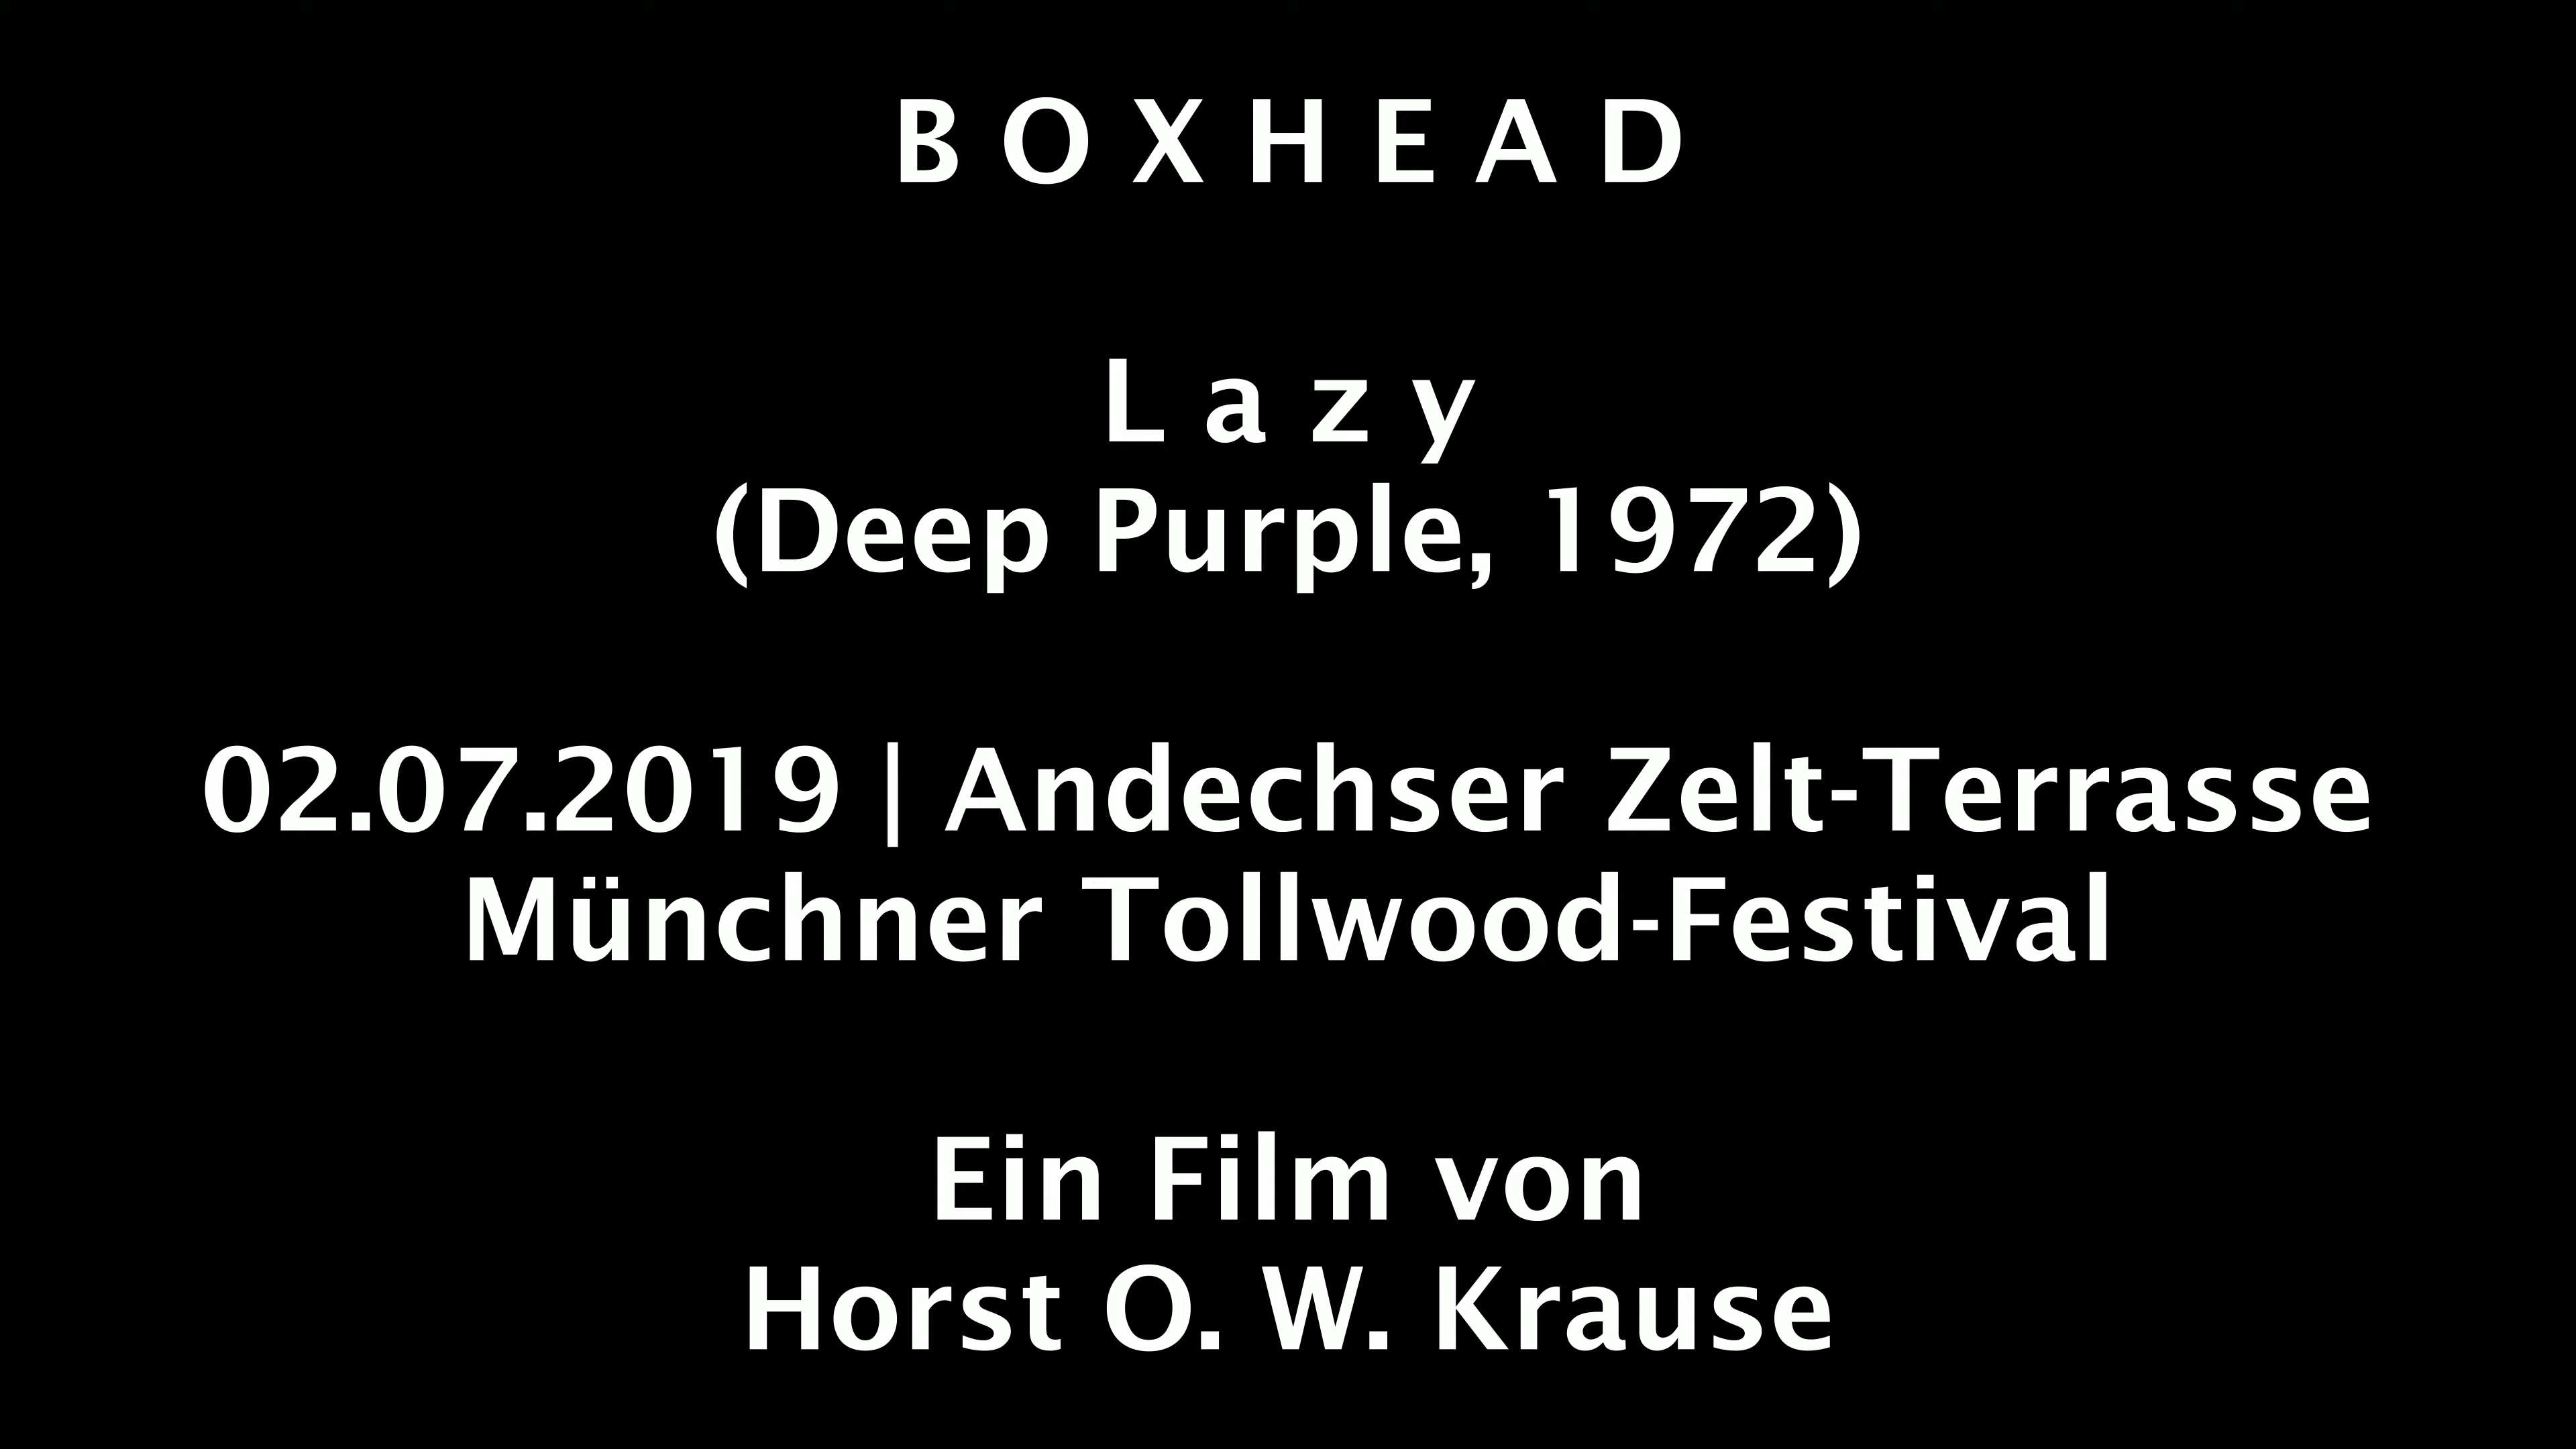 B O X H E A D
L a z y
(Deep Purple, 1972)
02.07.2019 | Andechser Zelt-Terrasse
Münchner Tollwood-Festival
Ein Film von
Horst O. W. Krause